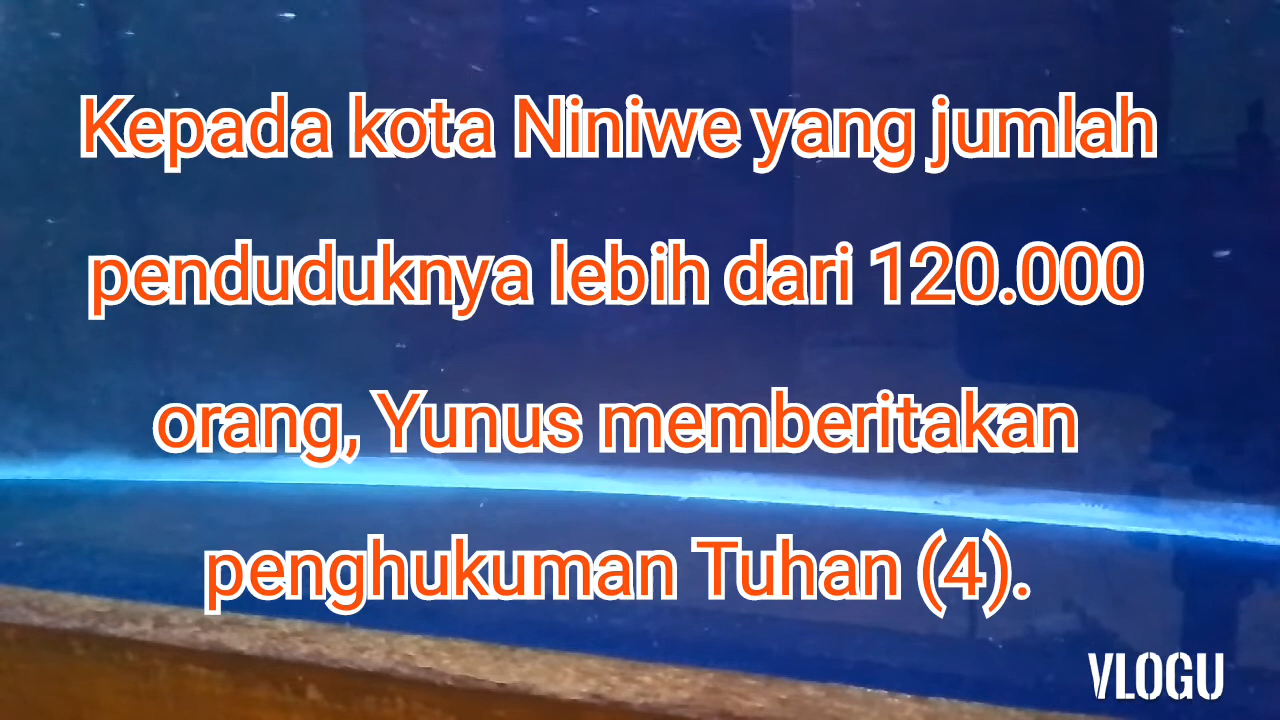 Kepada kota Niniwe yang jumlah
penduduknya lebih dari 120.000
orang, Yunus memberitakan
penghukuman Tuhan (4).
VLOGU